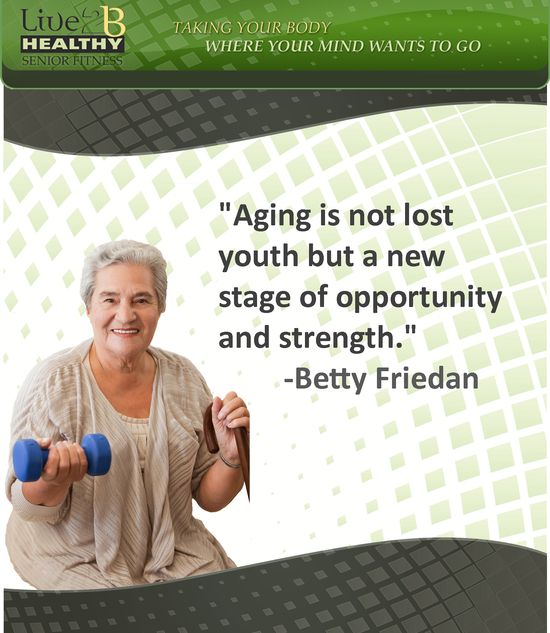 Live 2 B
HEALTHY
SENIOR FITNESS
TAKING YOUR BODY
WHERE YOUR MIND WANTS TO GO
"Aging is not lost
youth but a new
stage of opportunity
and strength."
-Betty Friedan